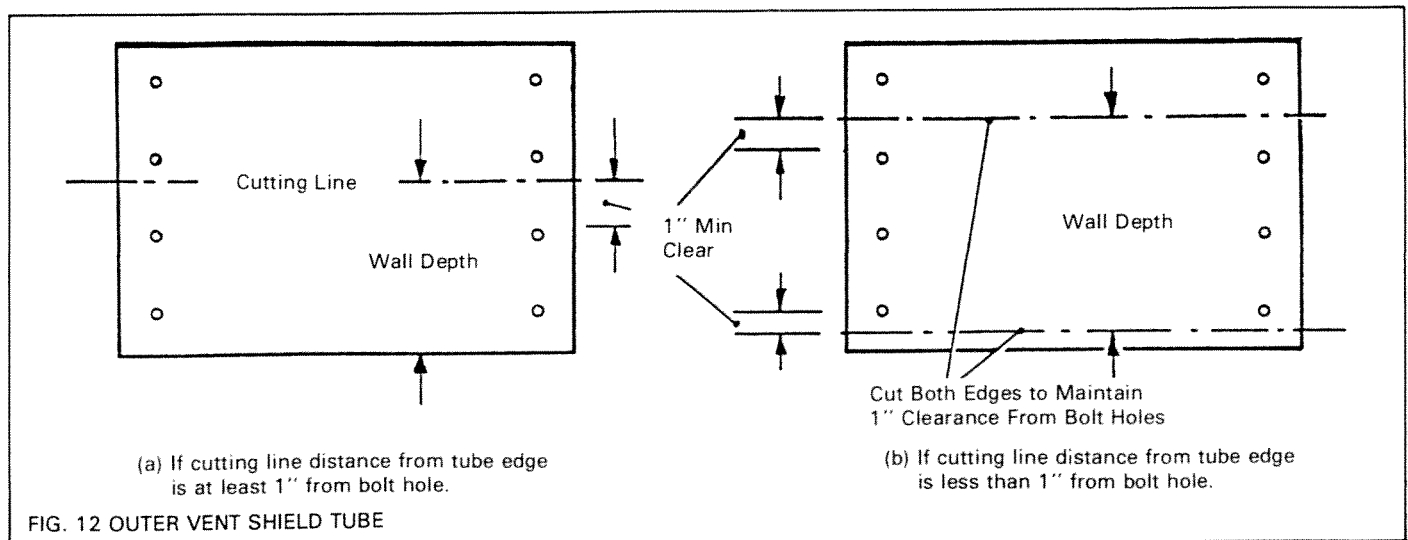 Cutting Line
Wall Depth
1" Min
Clear
Wall Depth
Cut Both Edges to Maintain
1" Clearance From Bolt Holes
(a) If cutting line distance from tube edge
is at least 1" from bolt hole.
(b) If cutting line distance from tube edge
is less than 1" from bolt hole.
FIG. 12 OUTER VENT SHIELD TUBE